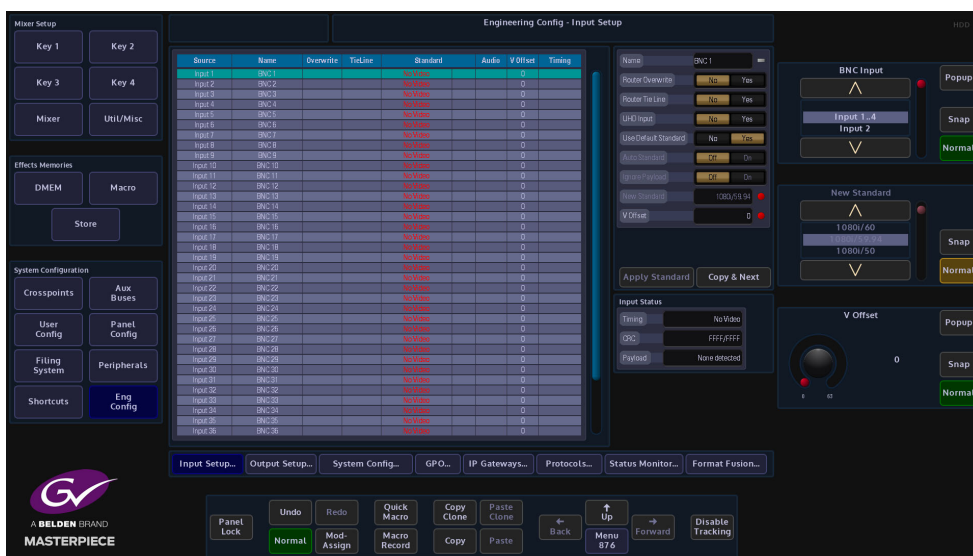 Mixer Setup
Key 1 Key 2
Key 3 Key 4
Mixer Util/Misc
Effects Memories
DMEM Macro
Store
System Configuration
Crosspoints Aux Buses
User Config Panel Config
Filing System Peripherals
Shortcuts Eng Config
GV
A BELDEN BRAND
MASTERPIECE
Engineering Config - Input Setup
HDD
Source Name Overwrite TieLine Standard Audio V Offset Timing
Input 1 BNC 1 No Video 0
Input 2 BNC 2 No Video 0
Input 3 BNC 3 No Video 0
Input 4 BNC 4 No Video 0
Input 5 BNC 5 No Video 0
Input 6 BNC 6 No Video 0
Input 7 BNC 7 No Video 0
Input 8 BNC 8 No Video 0
Input 9 BNC 9 No Video 0
Input 10 BNC 10 No Video 0
Input 11 BNC 11 No Video 0
Input 12 BNC 12 No Video 0
Input 13 BNC 13 No Video 0
Input 14 BNC 14 No Video 0
Input 15 BNC 15 No Video 0
Input 16 BNC 16 No Video 0
Input 17 BNC 17 No Video 0
Input 18 BNC 18 No Video 0
Input 19 BNC 19 No Video 0
Input 20 BNC 20 No Video 0
Input 21 BNC 21 No Video 0
Input 22 BNC 22 No Video 0
Input 23 BNC 23 No Video 0
Input 24 BNC 24 No Video 0
Input 25 BNC 25 No Video 0
Input 26 BNC 26 No Video 0
Input 27 BNC 27 No Video 0
Input 28 BNC 28 No Video 0
Input 29 BNC 29 No Video 0
Input 30 BNC 30 No Video 0
Input 31 BNC 31 No Video 0
Input 32 BNC 32 No Video 0
Input 33 BNC 33 No Video 0
Input 34 BNC 34 No Video 0
Input 35 BNC 35 No Video 0
Input 36 BNC 36 No Video 0
Name BNC 1
Router Overwrite No Yes
Router Tie Line No Yes
UHD Input No Yes
Use Default Standard No Yes
Auto Standard Off On
Ignore Payload Off On
New Standard 1080i/59.94
V Offset 0
Apply Standard Copy & Next
Input Status
Timing No Video
CRC FFFF/FFFF
Payload None detected
BNC Input
Input 1..4
Input 2
Popup
Snap
Normal
New Standard
1080i/60
1080i/59.94
1080i/50
Snap
Normal
V Offset
0
0 63
Popup
Snap
Normal
Input Setup... Output Setup... System Config... GPO... IP Gateways... Protocols... Status Monitor... Format Fusion...
Panel Lock
Undo Redo
Normal Mod-Assign
Quick Macro
Macro Record
Copy Clone Paste Clone
Copy Paste
Back
Up
Menu 876
Forward
Disable Tracking